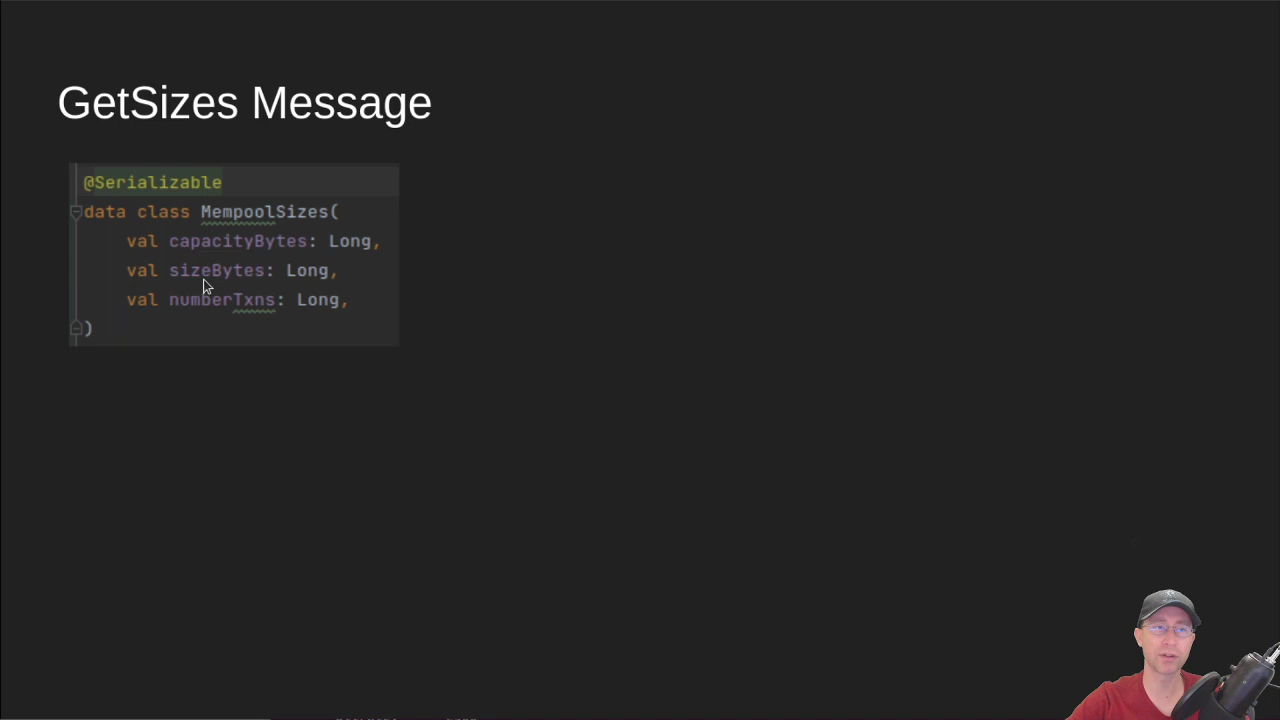 GetSizes Message
@Serializable
data class MempoolSizes(
val capacityBytes: Long,
val sizeBytes: Long,
val numberTxns: Long,
)